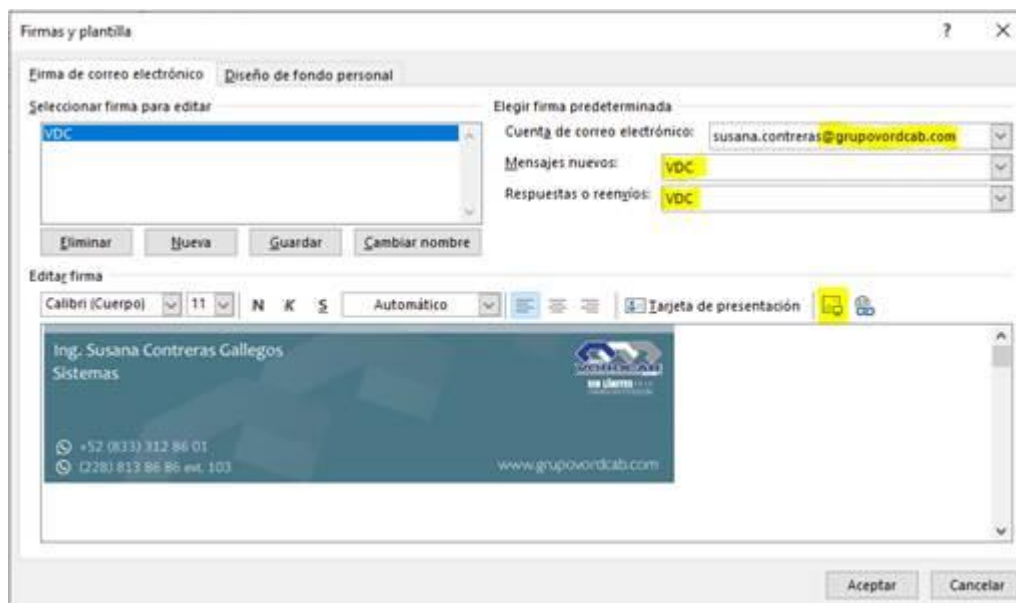 Firmas y plantilla
?
Firma de correo electrónico
Diseño de fondo personal
Seleccionar firma para editar
VDC
Eliminar
Nueva
Guardar
Cambiar nombre
Elegir firma predeterminada
Cuenta de correo electrónico: susana.contreras@grupovordcab.com
Mensajes nuevos: VDC
Respuestas o reenvíos: VDC
Editar firma
Calibri (Cuerpo) 11 N K S Automático Tarjeta de presentación
Ing. Susana Contreras Gallegos
Sistemas
VORDCAB
SIN LÍMITES
+52 (833) 312 86 01
(228) 813 86 86 ext. 103
www.grupovordcab.com
Aceptar
Cancelar